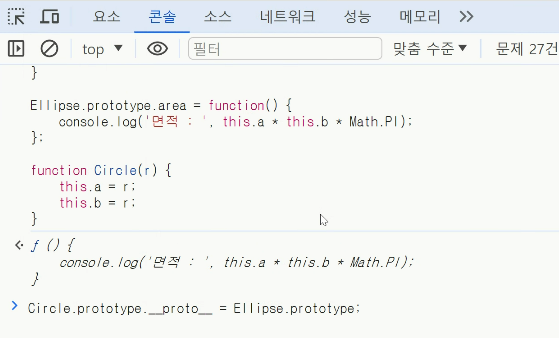 요소 콘솔 소스 네트워크 성능 메모리
top 필터 맞춤 수준 문제 27건
}
Ellipse.prototype.area = function() {
console.log('면적 : ', this.a * this.b * Math.PI);
};
function Circle(r) {
this.a = r;
this.b = r;
}
ƒ () {
console.log('면적 : ', this.a * this.b * Math.PI);
}
Circle.prototype.__proto__ = Ellipse.prototype;